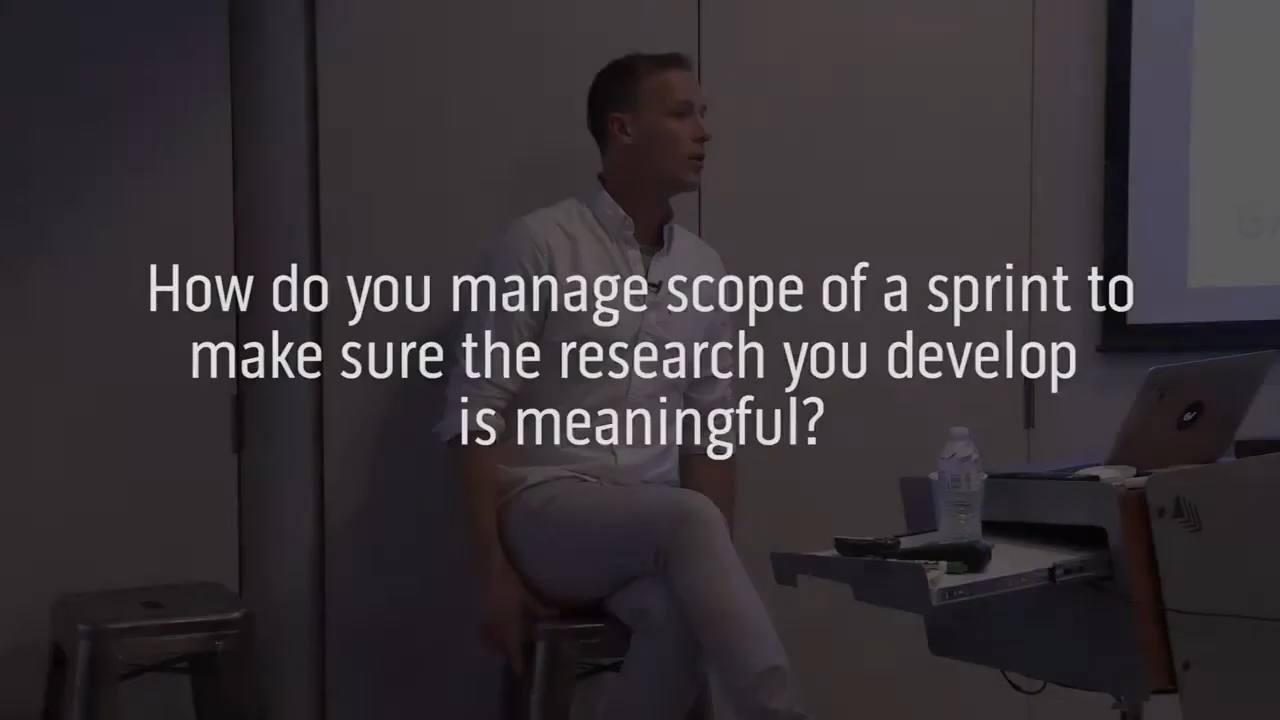 How do you manage scope of a sprint to
make sure the research you develop
is meaningful?